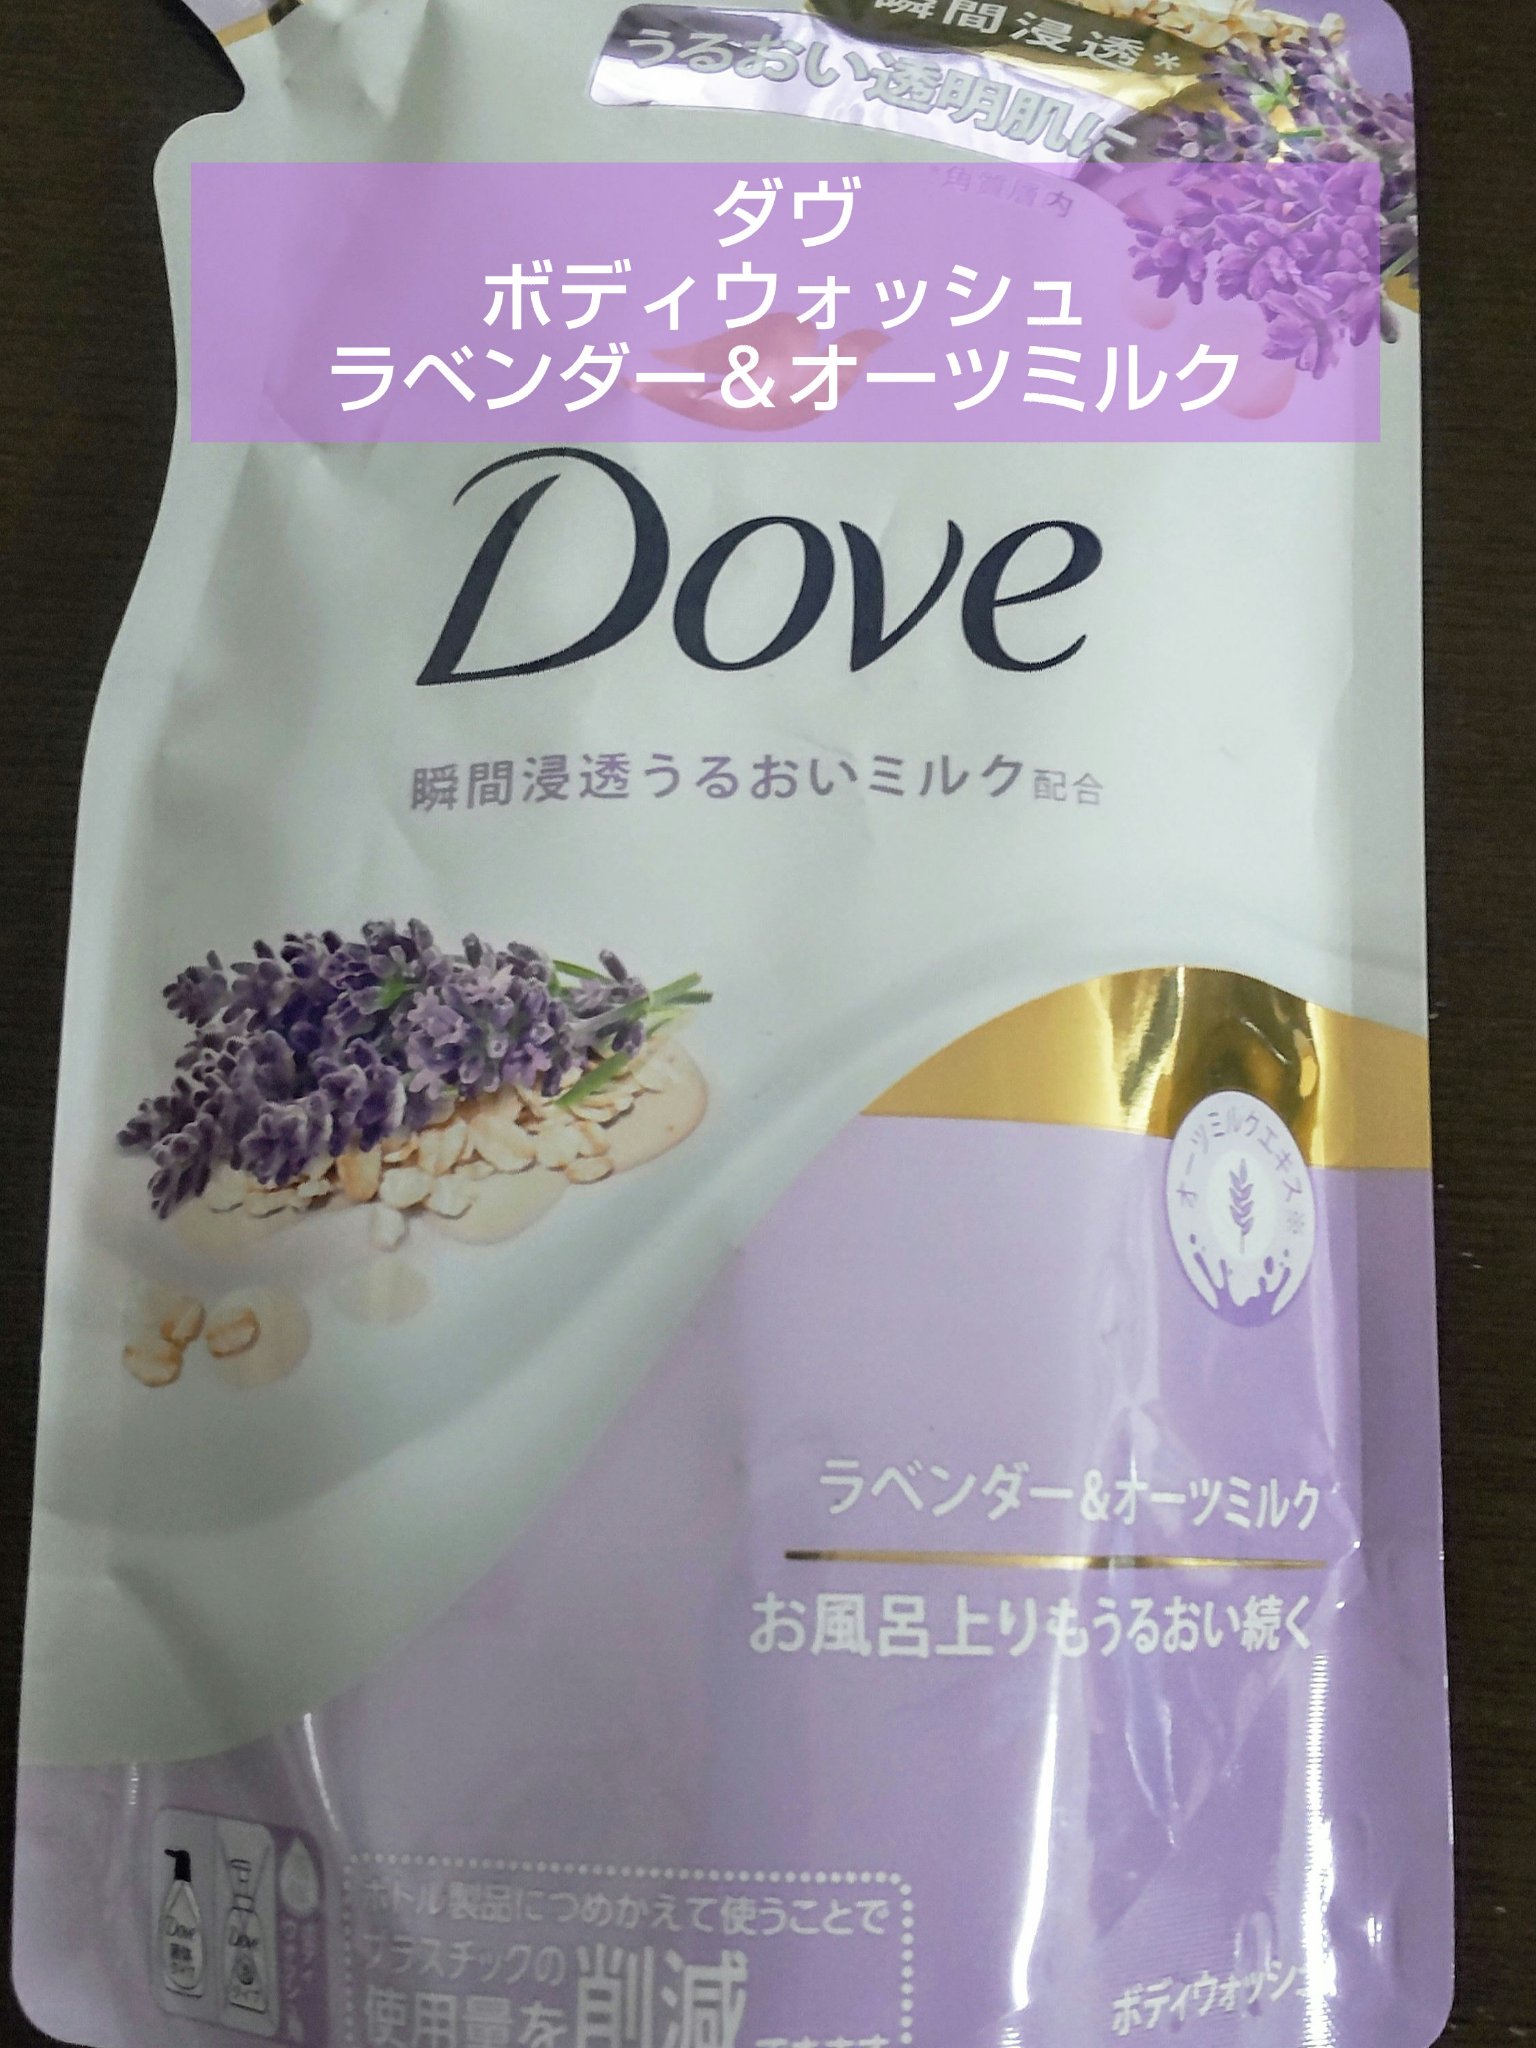 瞬間浸透*
うるおい透明肌に
*角質層内
ダヴ
ボディウォッシュ
ラベンダー&オーツミルク
Dove
瞬間浸透うるおいミルク配合
オーツミルクエキス※
ラベンダー&オーツミルク
お風呂上りもうるおい続く
ボトル製品につめかえて使うことで
プラスチックの
使用量を削減
ボディウォッシュ